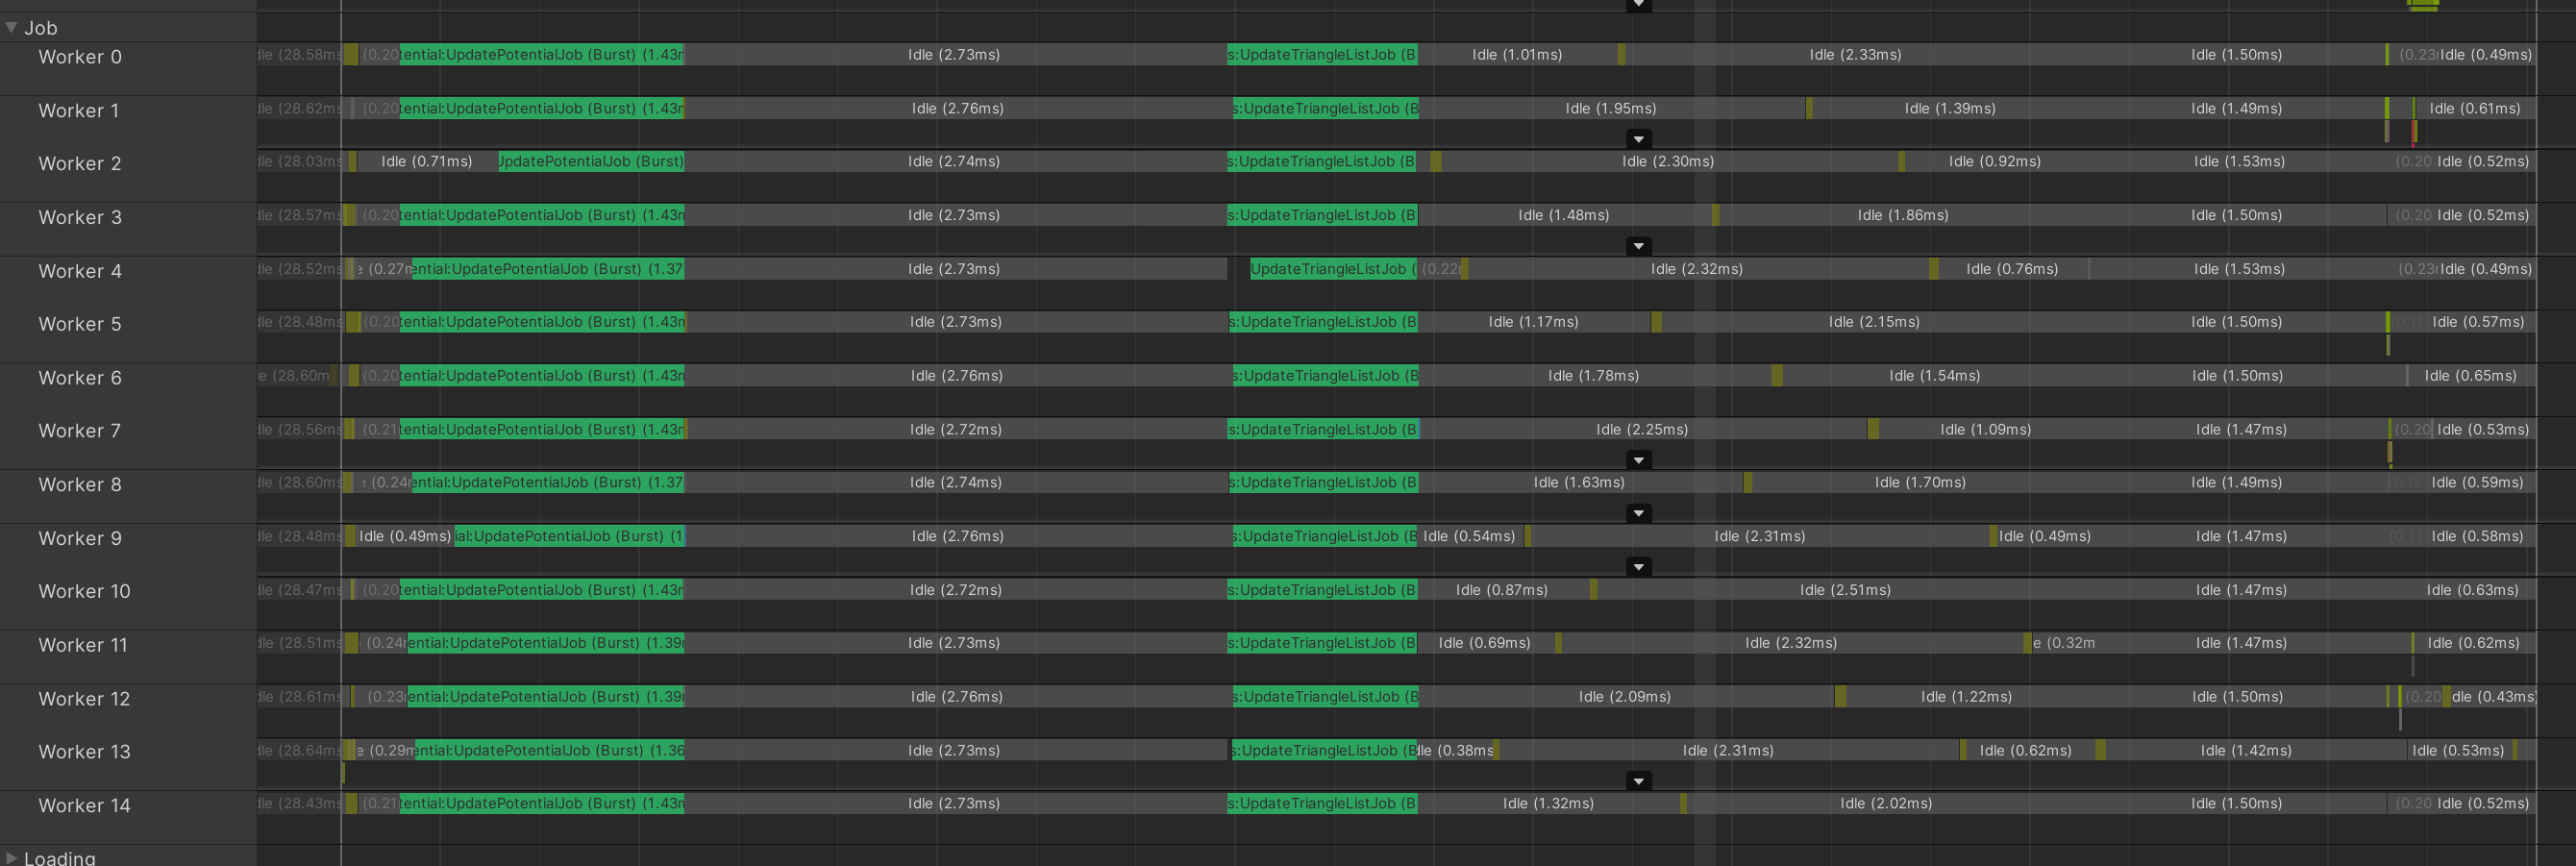 Job
Worker 0 dle (28.58ms (0.20 tential:UpdatePotentialJob (Burst) (1.43m Idle (2.73ms) s:UpdateTriangleListJob (B Idle (1.01ms) Idle (2.33ms) Idle (1.50ms) (0.23 Idle (0.49ms)
Worker 1 dle (28.62ms (0.20 tential:UpdatePotentialJob (Burst) (1.43m Idle (2.76ms) s:UpdateTriangleListJob (B Idle (1.95ms) Idle (1.39ms) Idle (1.49ms) Idle (0.61ms)
Worker 2 dle (28.03ms Idle (0.71ms) UpdatePotentialJob (Burst) Idle (2.74ms) s:UpdateTriangleListJob (B Idle (2.30ms) Idle (0.92ms) Idle (1.53ms) (0.20 Idle (0.52ms)
Worker 3 dle (28.57ms (0.20 tential:UpdatePotentialJob (Burst) (1.43m Idle (2.73ms) s:UpdateTriangleListJob (B Idle (1.48ms) Idle (1.86ms) Idle (1.50ms) (0.20 Idle (0.52ms)
Worker 4 dle (28.52ms e (0.27m ential:UpdatePotentialJob (Burst) (1.37 Idle (2.73ms) UpdateTriangleListJob ( (0.22 Idle (2.32ms) Idle (0.76ms) Idle (1.53ms) (0.23 Idle (0.49ms)
Worker 5 dle (28.48ms (0.20 tential:UpdatePotentialJob (Burst) (1.43m Idle (2.73ms) s:UpdateTriangleListJob (B Idle (1.17ms) Idle (2.15ms) Idle (1.50ms) Idle (0.57ms)
Worker 6 e (28.60m (0.20 tential:UpdatePotentialJob (Burst) (1.43m Idle (2.76ms) s:UpdateTriangleListJob (B Idle (1.78ms) Idle (1.54ms) Idle (1.50ms) Idle (0.65ms)
Worker 7 dle (28.56ms (0.21 tential:UpdatePotentialJob (Burst) (1.43m Idle (2.72ms) s:UpdateTriangleListJob (B Idle (2.25ms) Idle (1.09ms) Idle (1.47ms) (0.20 Idle (0.53ms)
Worker 8 dle (28.60ms e (0.24m ential:UpdatePotentialJob (Burst) (1.37 Idle (2.74ms) s:UpdateTriangleListJob (B Idle (1.63ms) Idle (1.70ms) Idle (1.49ms) Idle (0.59ms)
Worker 9 dle (28.48ms Idle (0.49ms) ial:UpdatePotentialJob (Burst) (1 Idle (2.76ms) s:UpdateTriangleListJob (B Idle (0.54ms) Idle (2.31ms) Idle (0.49ms) Idle (1.47ms) (0.17 Idle (0.58ms)
Worker 10 dle (28.47ms (0.20 tential:UpdatePotentialJob (Burst) (1.43m Idle (2.72ms) s:UpdateTriangleListJob (B Idle (0.87ms) Idle (2.51ms) Idle (1.47ms) Idle (0.63ms)
Worker 11 dle (28.51ms (0.24 ential:UpdatePotentialJob (Burst) (1.39 Idle (2.73ms) s:UpdateTriangleListJob (B Idle (0.69ms) Idle (2.32ms) e (0.32m Idle (1.47ms) Idle (0.62ms)
Worker 12 dle (28.61ms (0.23 ential:UpdatePotentialJob (Burst) (1.39 Idle (2.76ms) s:UpdateTriangleListJob (B Idle (2.09ms) Idle (1.22ms) Idle (1.50ms) (0.20 dle (0.43ms)
Worker 13 dle (28.64ms e (0.29m ential:UpdatePotentialJob (Burst) (1.36 Idle (2.73ms) s:UpdateTriangleListJob (B dle (0.38ms Idle (2.31ms) Idle (0.62ms) Idle (1.42ms) Idle (0.53ms)
Worker 14 dle (28.43ms (0.21 tential:UpdatePotentialJob (Burst) (1.43m Idle (2.73ms) s:UpdateTriangleListJob (B Idle (1.32ms) Idle (2.02ms) Idle (1.50ms) (0.20 Idle (0.52ms)
Loading